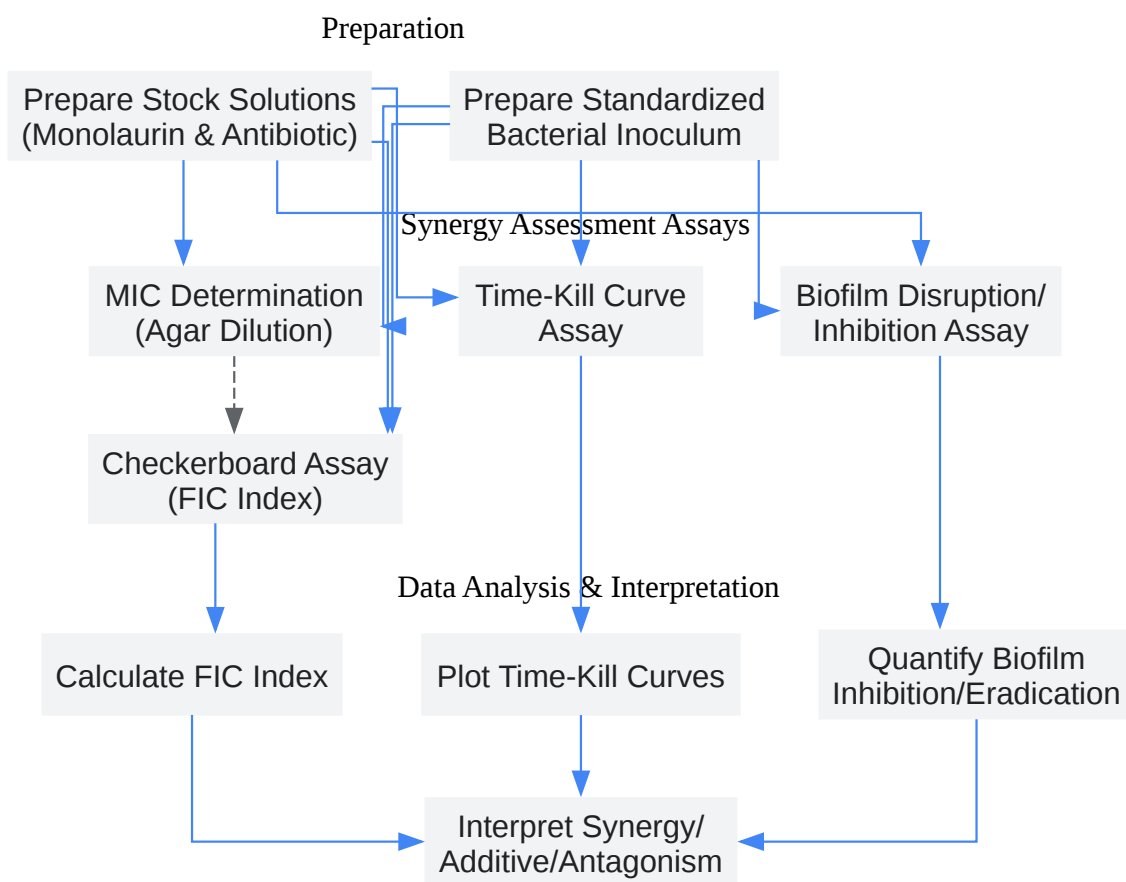 Preparation
Prepare Stock Solutions
(Monolaurin & Antibiotic)
Prepare Standardized
Bacterial Inoculum
Synergy Assessment Assays
MIC Determination
(Agar Dilution)
Time-Kill Curve
Assay
Biofilm Disruption/
Inhibition Assay
Checkerboard Assay
(FIC Index)
Data Analysis & Interpretation
Calculate FIC Index
Plot Time-Kill Curves
Quantify Biofilm
Inhibition/Eradication
Interpret Synergy/
Additive/Antagonism